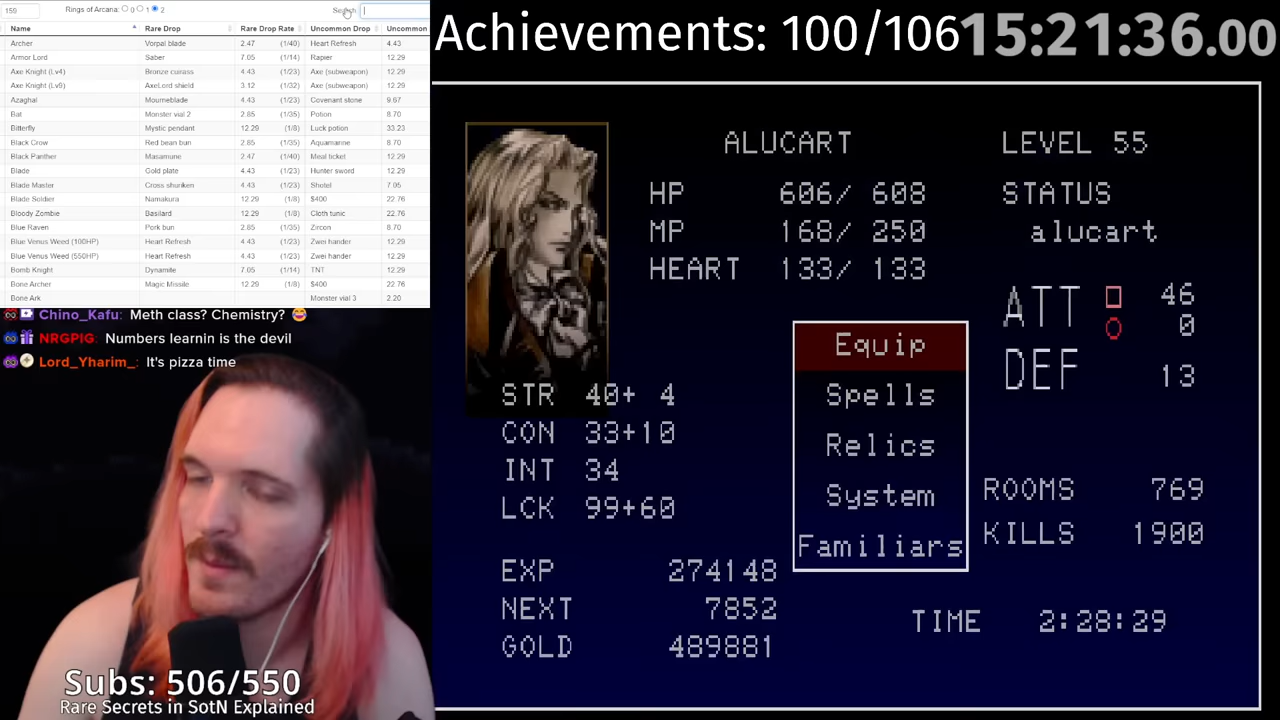 159 Rings of Arcana: 0 1 2 Search:
Name Rare Drop Rare Drop Rate Uncommon Drop Uncommon
Archer Vorpal blade 2.47 (1/40) Heart Refresh 4.43
Armor Lord Saber 7.05 (1/14) Rapier 12.29
Axe Knight (Lv4) Bronze cuirass 4.43 (1/23) Axe (subweapon) 12.29
Axe Knight (Lv6) AxeLord shield 3.12 (1/32) Axe (subweapon) 12.29
Azaghal Mourneblade 4.43 (1/23) Covenant stone 9.67
Bat Monster vial 2 2.85 (1/35) Potion 8.70
Bitterfly Mystic pendant 12.29 (1/8) Luck potion 33.23
Black Crow Red bean bun 2.85 (1/35) Aquamarine 8.70
Black Panther Masamune 2.47 (1/40) Meal ticket 12.29
Blade Gold plate 4.43 (1/23) Hunter sword 12.29
Blade Master Cross shuriken 4.43 (1/23) Shotel 7.05
Blade Soldier Namakura 12.29 (1/8) $400 22.76
Bloody Zombie Basilard 12.29 (1/8) Cloth tunic 22.76
Blue Raven Pork bun 2.85 (1/35) Zircon 8.70
Blue Venus Weed (100HP) Heart Refresh 4.43 (1/23) Zwei hander 12.29
Blue Venus Weed (550HP) Heart Refresh 4.43 (1/23) Zwei hander 12.29
Bomb Knight Dynamite 7.05 (1/14) TNT 12.29
Bone Archer Magic Missile 12.29 (1/8) $400 22.76
Bone Ark Monster vial 3 2.20
Chino_Kafu: Meth class? Chemistry? 😄
NRGPIG: Numbers learnin is the devil
Lord_Yharim_: It's pizza time
Subs: 506/550
Rare Secrets in SotN Explained
Achievements: 100/106 15:21:36.00
ALUCART LEVEL 55
HP 606/ 608 STATUS
MP 168/ 250 alucart
HEART 133/ 133
ATT 46
0
DEF 13
Equip
Spells
Relics
System
Familiars
STR 40+ 4
CON 33+10
INT 34
LCK 99+60
ROOMS 769
KILLS 1900
EXP 274148
NEXT 7852
GOLD 489881
TIME 2:28:29